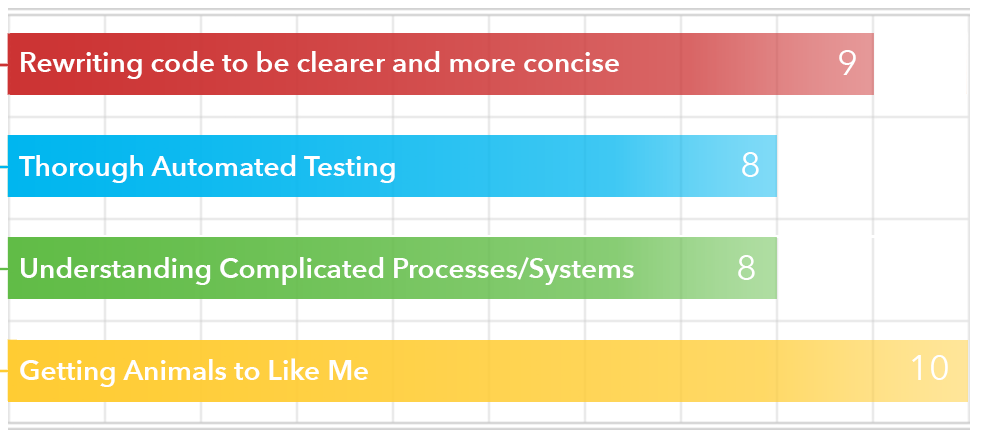 Rewriting code to be clearer and more concise 9
Thorough Automated Testing 8
Understanding Complicated Processes/Systems 8
Getting Animals to Like Me 10